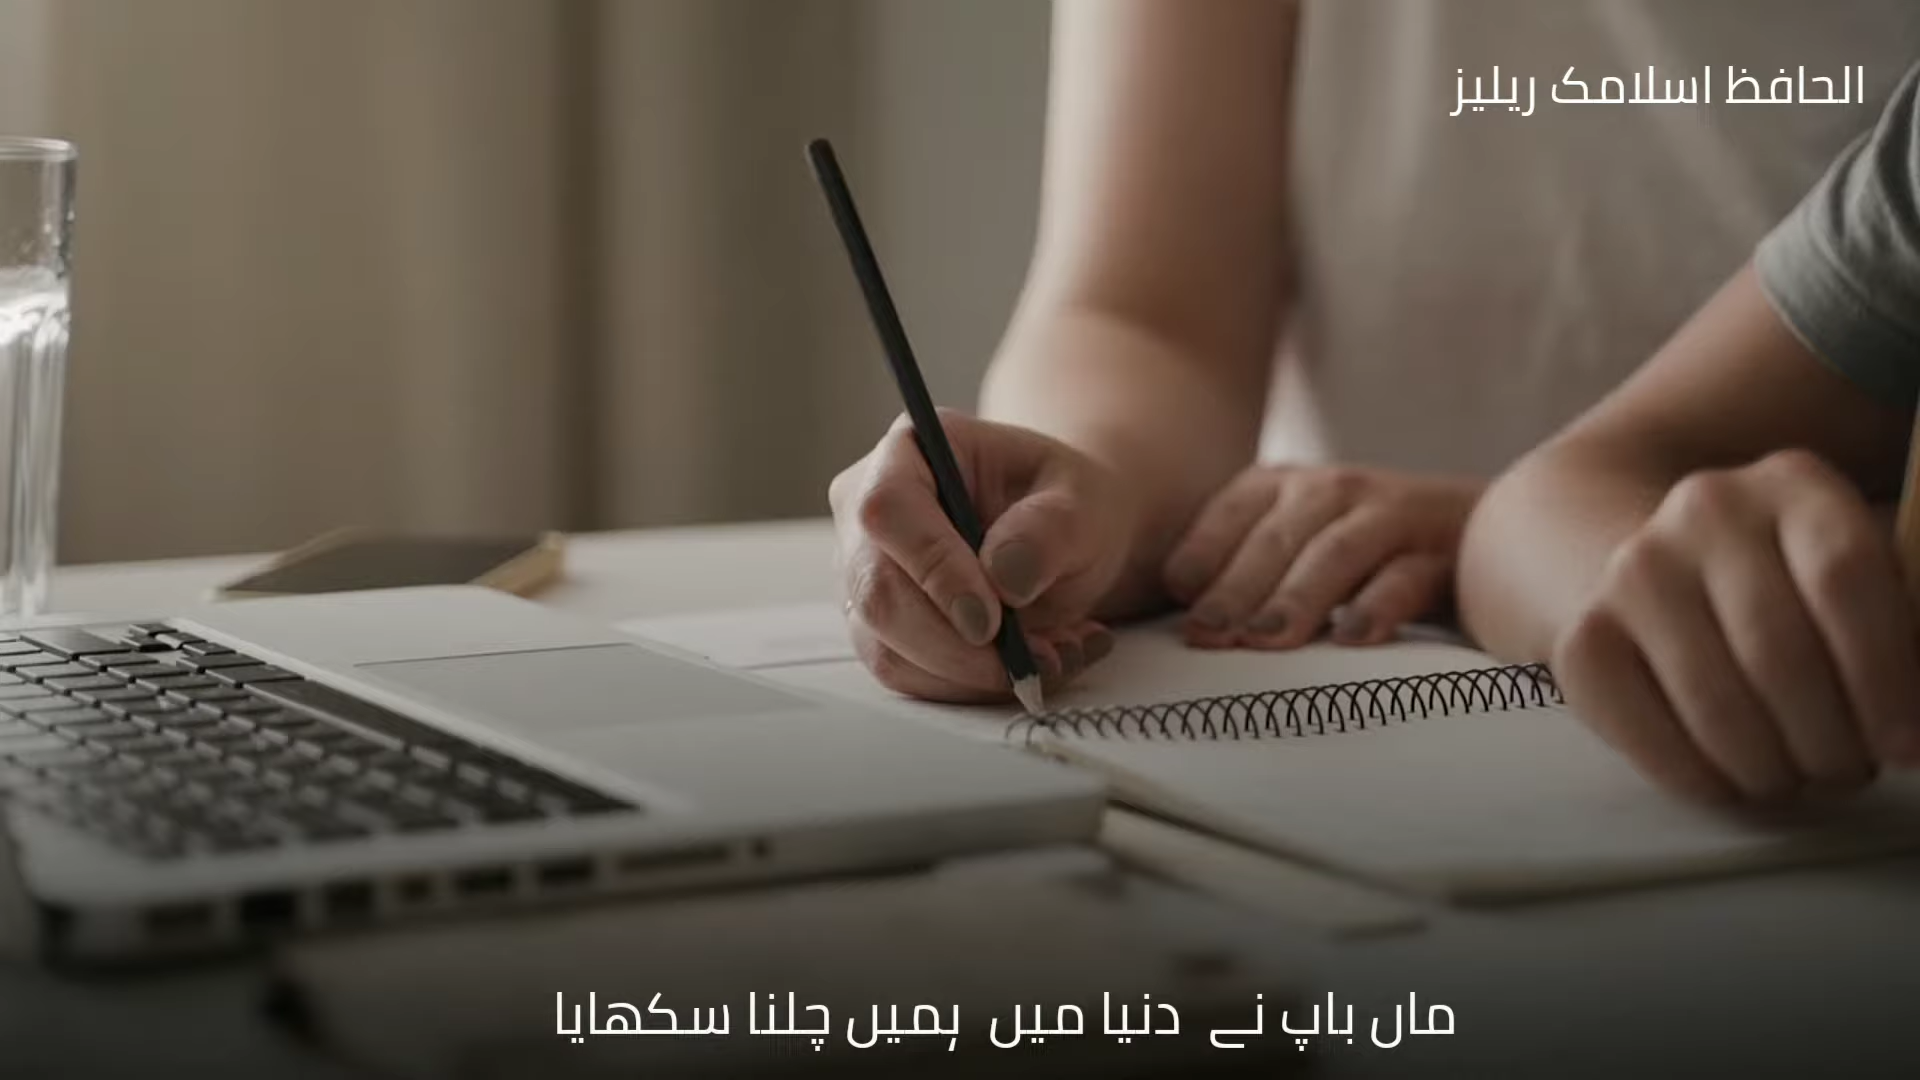 الحافظ اسلامک ریلیز
ماں باپ نے دنیا میں ہمیں چلنا سکھایا